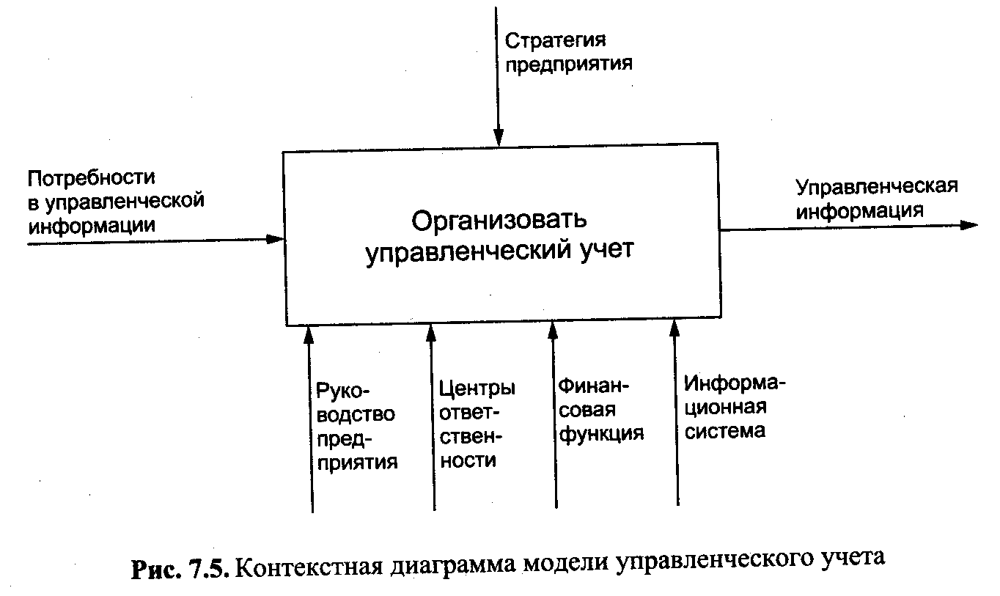 Стратегия
предприятия
Потребности
в управленческой
информации
Организовать
управленческий учет
Управленческая
информация
Руко-
водство
пред-
приятия
Центры
ответ-
ствен-
ности
Финан-
совая
функция
Информа-
ционная
система
Рис. 7.5. Контекстная диаграмма модели управленческого учета